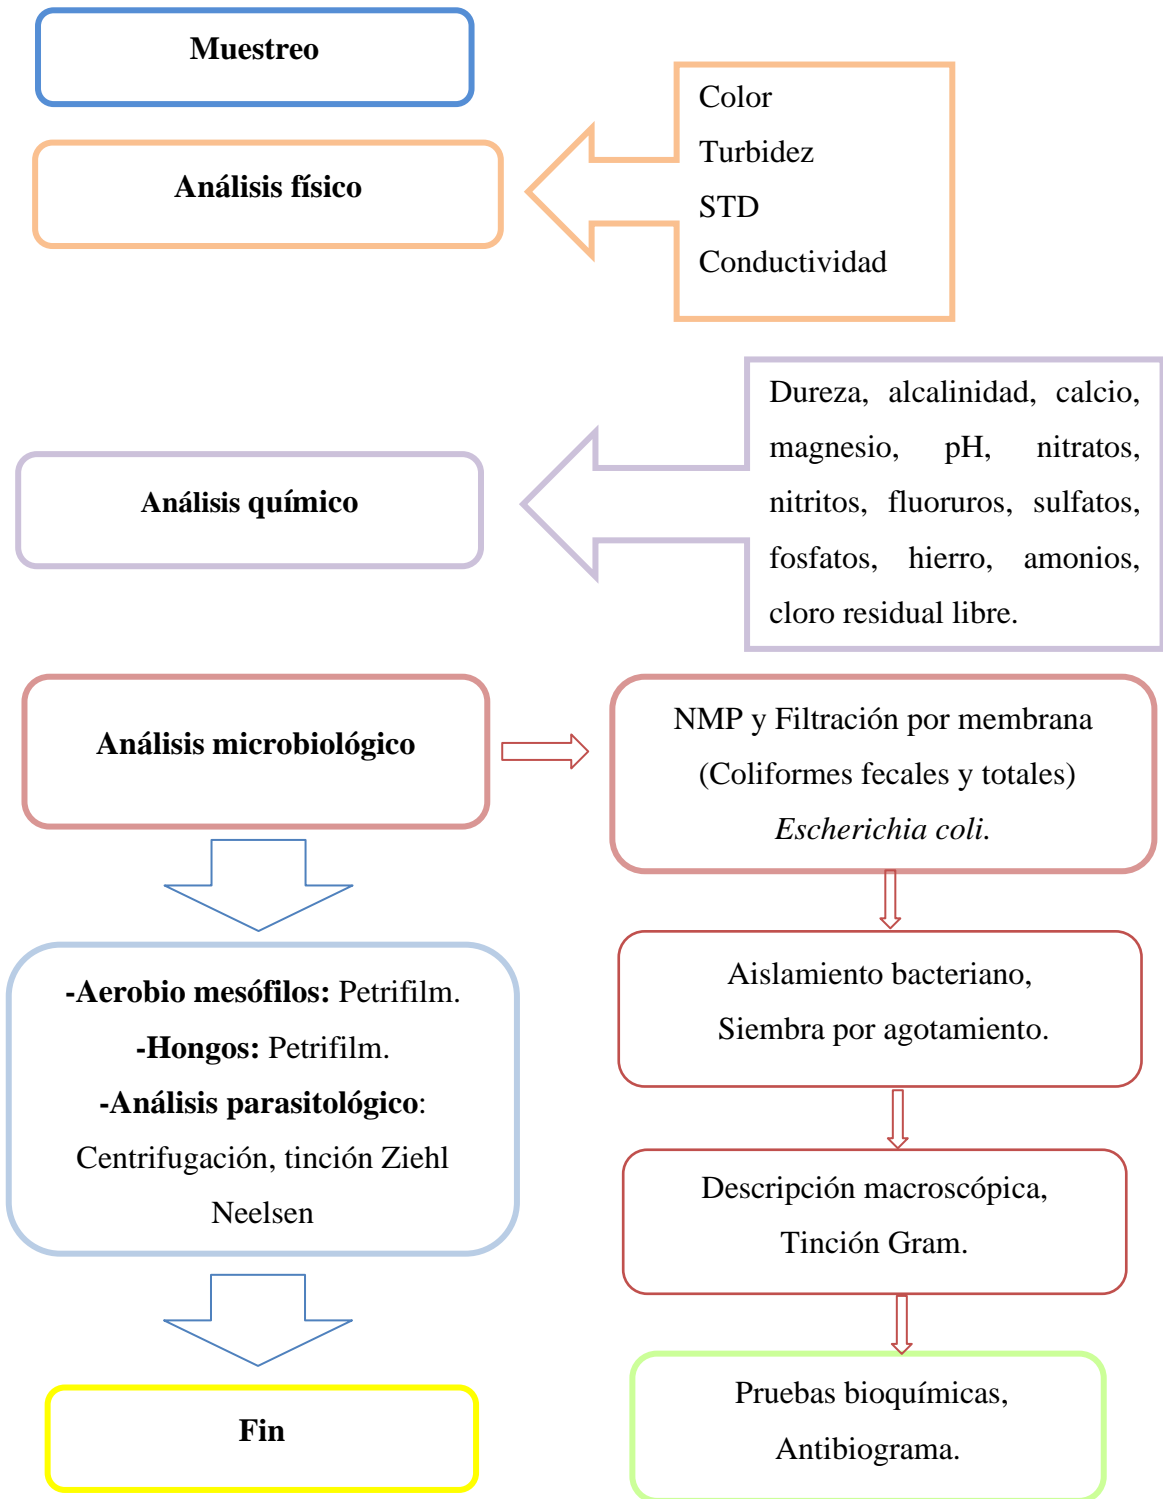 Muestreo
Color
Turbidez
STD
Conductividad
Análisis físico
Dureza, alcalinidad, calcio,
magnesio, pH, nitratos,
nitritos, fluoruros, sulfatos,
fosfatos, hierro, amonios,
cloro residual libre.
Análisis químico
Análisis microbiológico
NMP y Filtración por membrana
(Coliformes fecales y totales)
Escherichia coli.
-Aerobio mesófilos: Petrifilm.
-Hongos: Petrifilm.
-Análisis parasitológico:
Centrifugación, tinción Ziehl
Neelsen
Aislamiento bacteriano,
Siembra por agotamiento.
Descripción macroscópica,
Tinción Gram.
Fin
Pruebas bioquímicas,
Antibiograma.